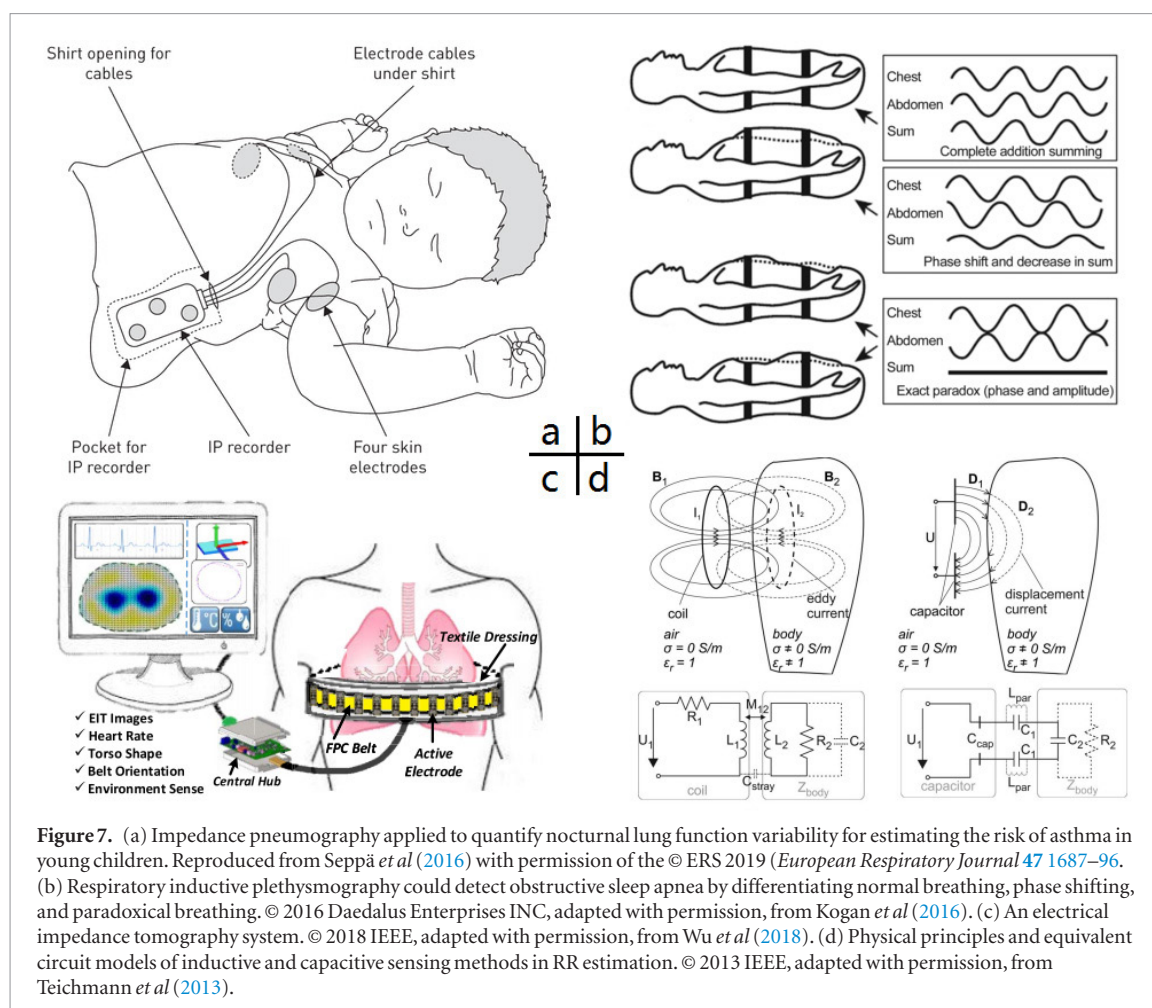 Shirt opening for
cables
Electrode cables
under shirt
Pocket for
IP recorder
IP recorder
Four skin
electrodes
Chest
Abdomen
Sum
Complete addition summing
Chest
Abdomen
Sum
Phase shift and decrease in sum
Chest
Abdomen
Sum
Exact paradox (phase and amplitude)
a b
c d
✓ EIT Images
✓ Heart Rate
✓ Torso Shape
✓ Belt Orientation
✓ Environment Sense
°C
%
Central Hub
Textile Dressing
FPC Belt
Active
Electrode
B₁
B₂
I₁
I₂
coil
eddy
current
air
σ = 0 S/m
εᵣ = 1
body
σ ≠ 0 S/m
εᵣ ≠ 1
U₁
R₁
L₁
M₁₂
L₂
R₂
C₂
C_stray
coil
Z_body
D₁
D₂
U
capacitor
displacement
current
air
σ = 0 S/m
εᵣ = 1
body
σ ≠ 0 S/m
εᵣ ≠ 1
U₁
C_cap
L_par
C₁
C₁
L_par
C₂
R₂
capacitor
Z_body
Figure 7. (a) Impedance pneumography applied to quantify nocturnal lung function variability for estimating the risk of asthma in
young children. Reproduced from Seppä et al (2016) with permission of the © ERS 2019 (European Respiratory Journal 47 1687–96.
(b) Respiratory inductive plethysmography could detect obstructive sleep apnea by differentiating normal breathing, phase shifting,
and paradoxical breathing. © 2016 Daedalus Enterprises INC, adapted with permission, from Kogan et al (2016). (c) An electrical
impedance tomography system. © 2018 IEEE, adapted with permission, from Wu et al (2018). (d) Physical principles and equivalent
circuit models of inductive and capacitive sensing methods in RR estimation. © 2013 IEEE, adapted with permission, from
Teichmann et al (2013).